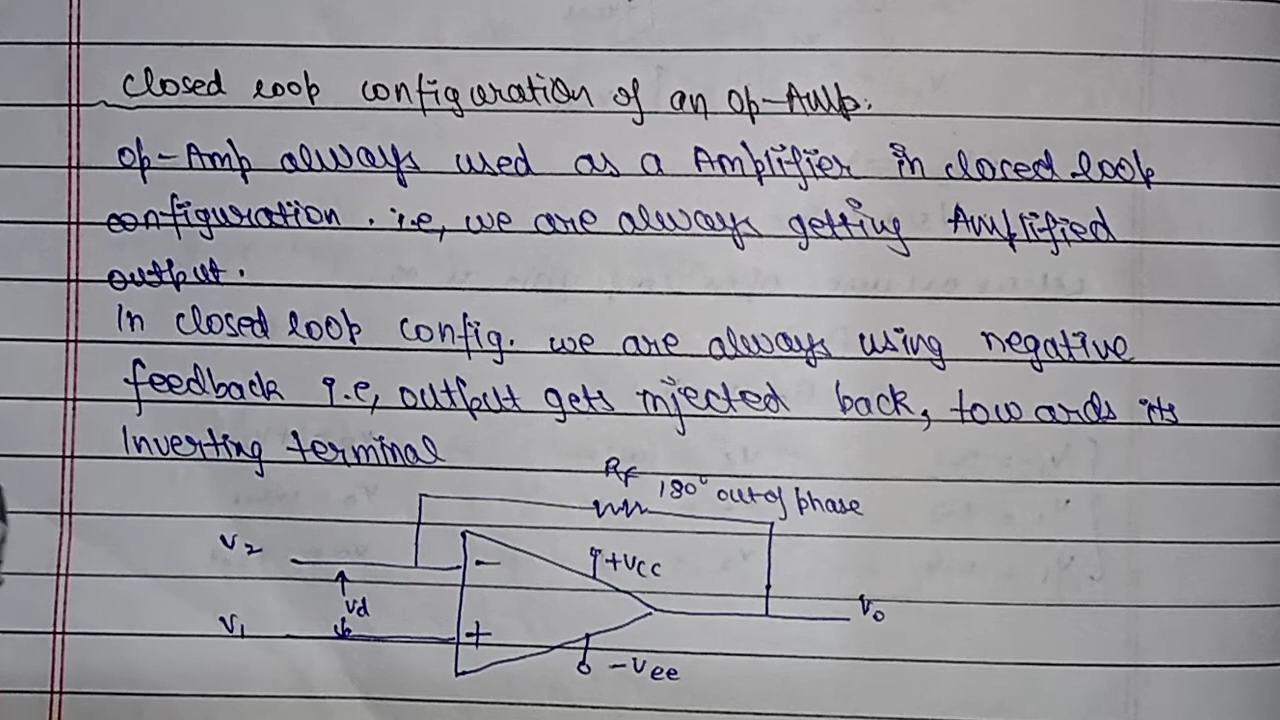 closed loop configuration of an op-Amp:
op-Amp always used as a Amplifier in closed loop
configuration. i.e, we are always getting Amplified
output.
In closed loop config. we are always using negative
feedback i.e, output gets injected back, towards its
Inverting terminal
Rf 180° out of phase
V2
-
+Vcc
Vd
Vo
V1
+
-Vee